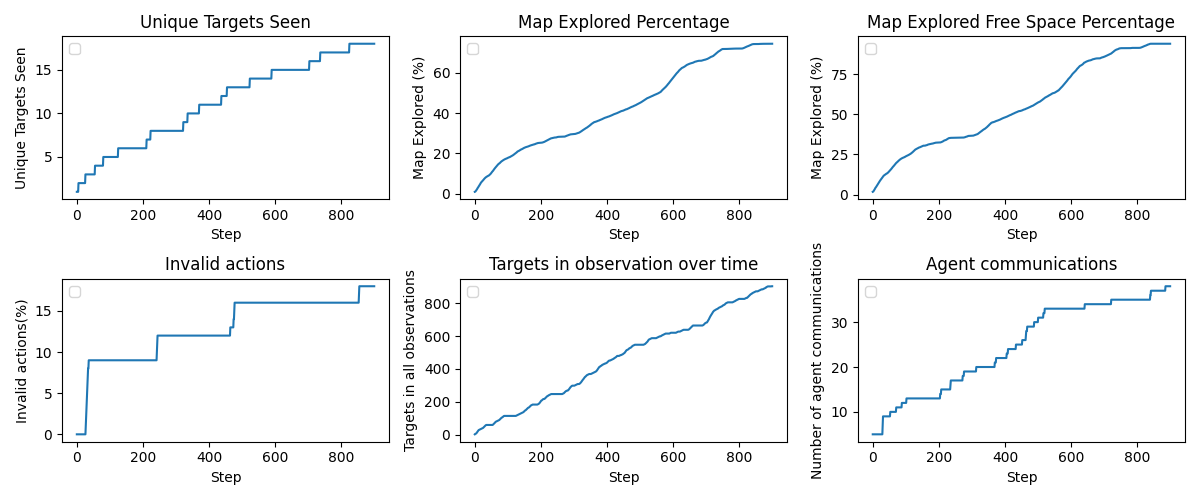 Unique Targets Seen
Map Explored Percentage
Map Explored Free Space Percentage
Unique Targets Seen
15
10
5
0 200 400 600 800
Step
Map Explored (%)
60
40
20
0
0 200 400 600 800
Step
Map Explored (%)
75
50
25
0
0 200 400 600 800
Step
Invalid actions
Targets in observation over time
Agent communications
Invalid actions(%)
15
10
5
0
0 200 400 600 800
Step
Targets in all observations
800
600
400
200
0
0 200 400 600 800
Step
Number of agent communications
30
20
10
0 200 400 600 800
Step